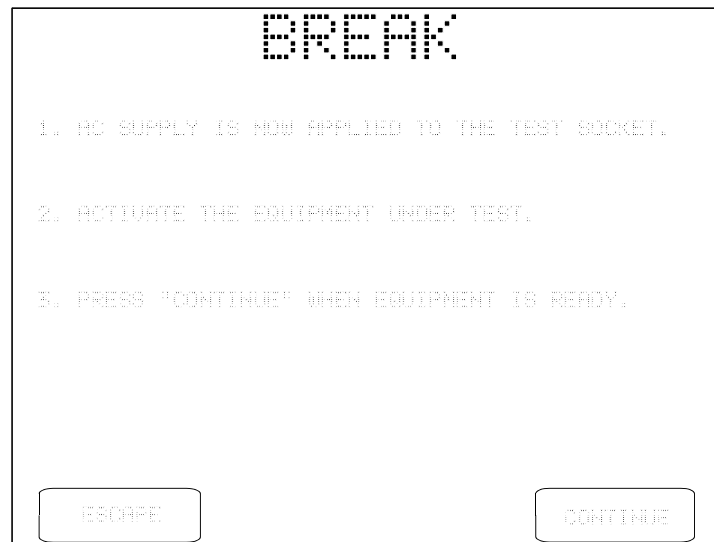 BREAK
1. AC SUPPLY IS NOW APPLIED TO THE TEST SOCKET.
2. ACTIVATE THE EQUIPMENT UNDER TEST.
3. PRESS "CONTINUE" WHEN EQUIPMENT IS READY.
ESCAPE
CONTINUE